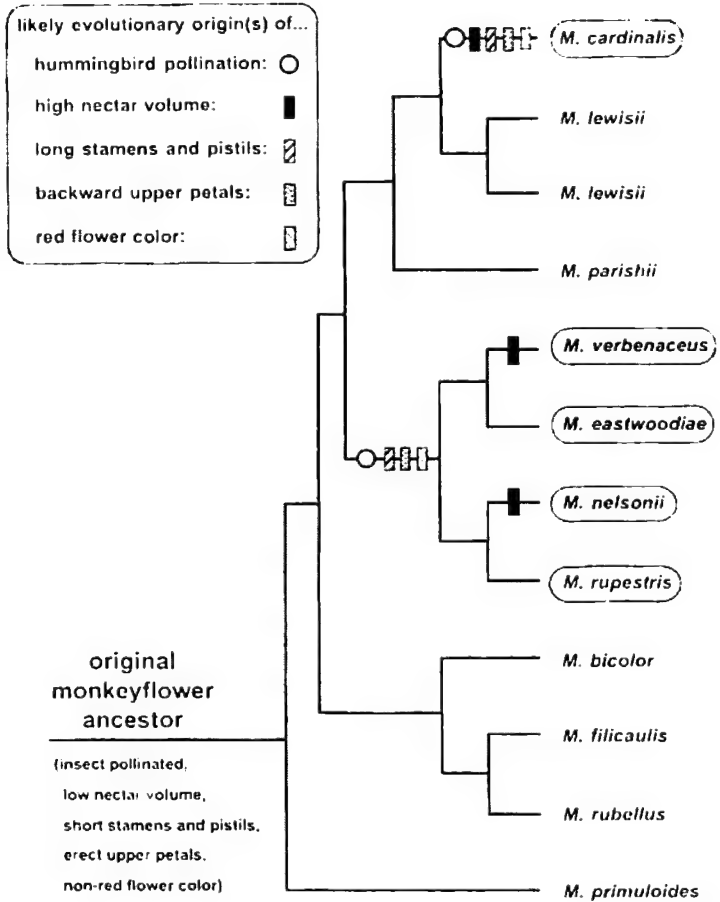 likely evolutionary origin(s) of...
hummingbird pollination:
high nectar volume:
long stamens and pistils:
backward upper petals:
red flower color:
M. cardinalis
M. lewisii
M. lewisii
M. parishii
M. verbenaceus
M. eastwoodiae
M. nelsonii
M. rupestris
M. bicolor
M. filicaulis
M. rubellus
M. primuloides
original
monkeyflower
ancestor
(insect pollinated,
low nectar volume,
short stamens and pistils,
erect upper petals,
non-red flower color)